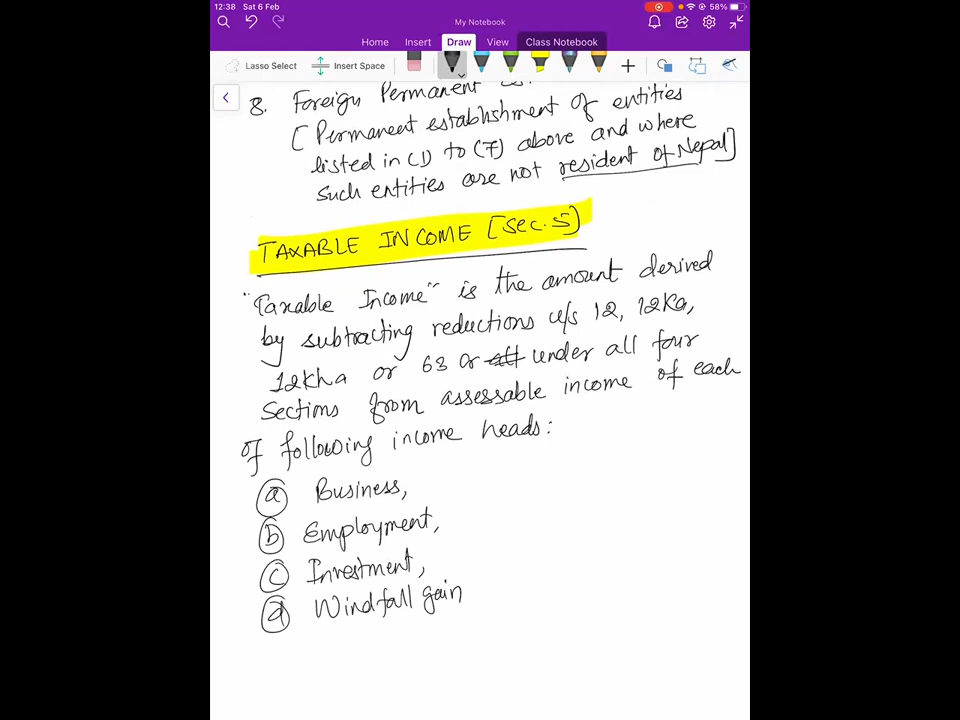 12:38 Sat 6 Feb
58%
My Notebook
Home Insert Draw View Class Notebook
Lasso Select Insert Space
8. Foreign Permanent
[Permanent establishment of entities
listed in (1) to (7) above and where
such entities are not resident of Nepal]
TAXABLE INCOME [Sec. 5]
"Taxable Income" is the amount derived
by subtracting reductions u/s 12, 12Ka,
12Kha or 63 or under all four
Sections from assessable income of each
of following income heads:
(a) Business,
(b) Employment,
(c) Investment,
(d) Windfall gain